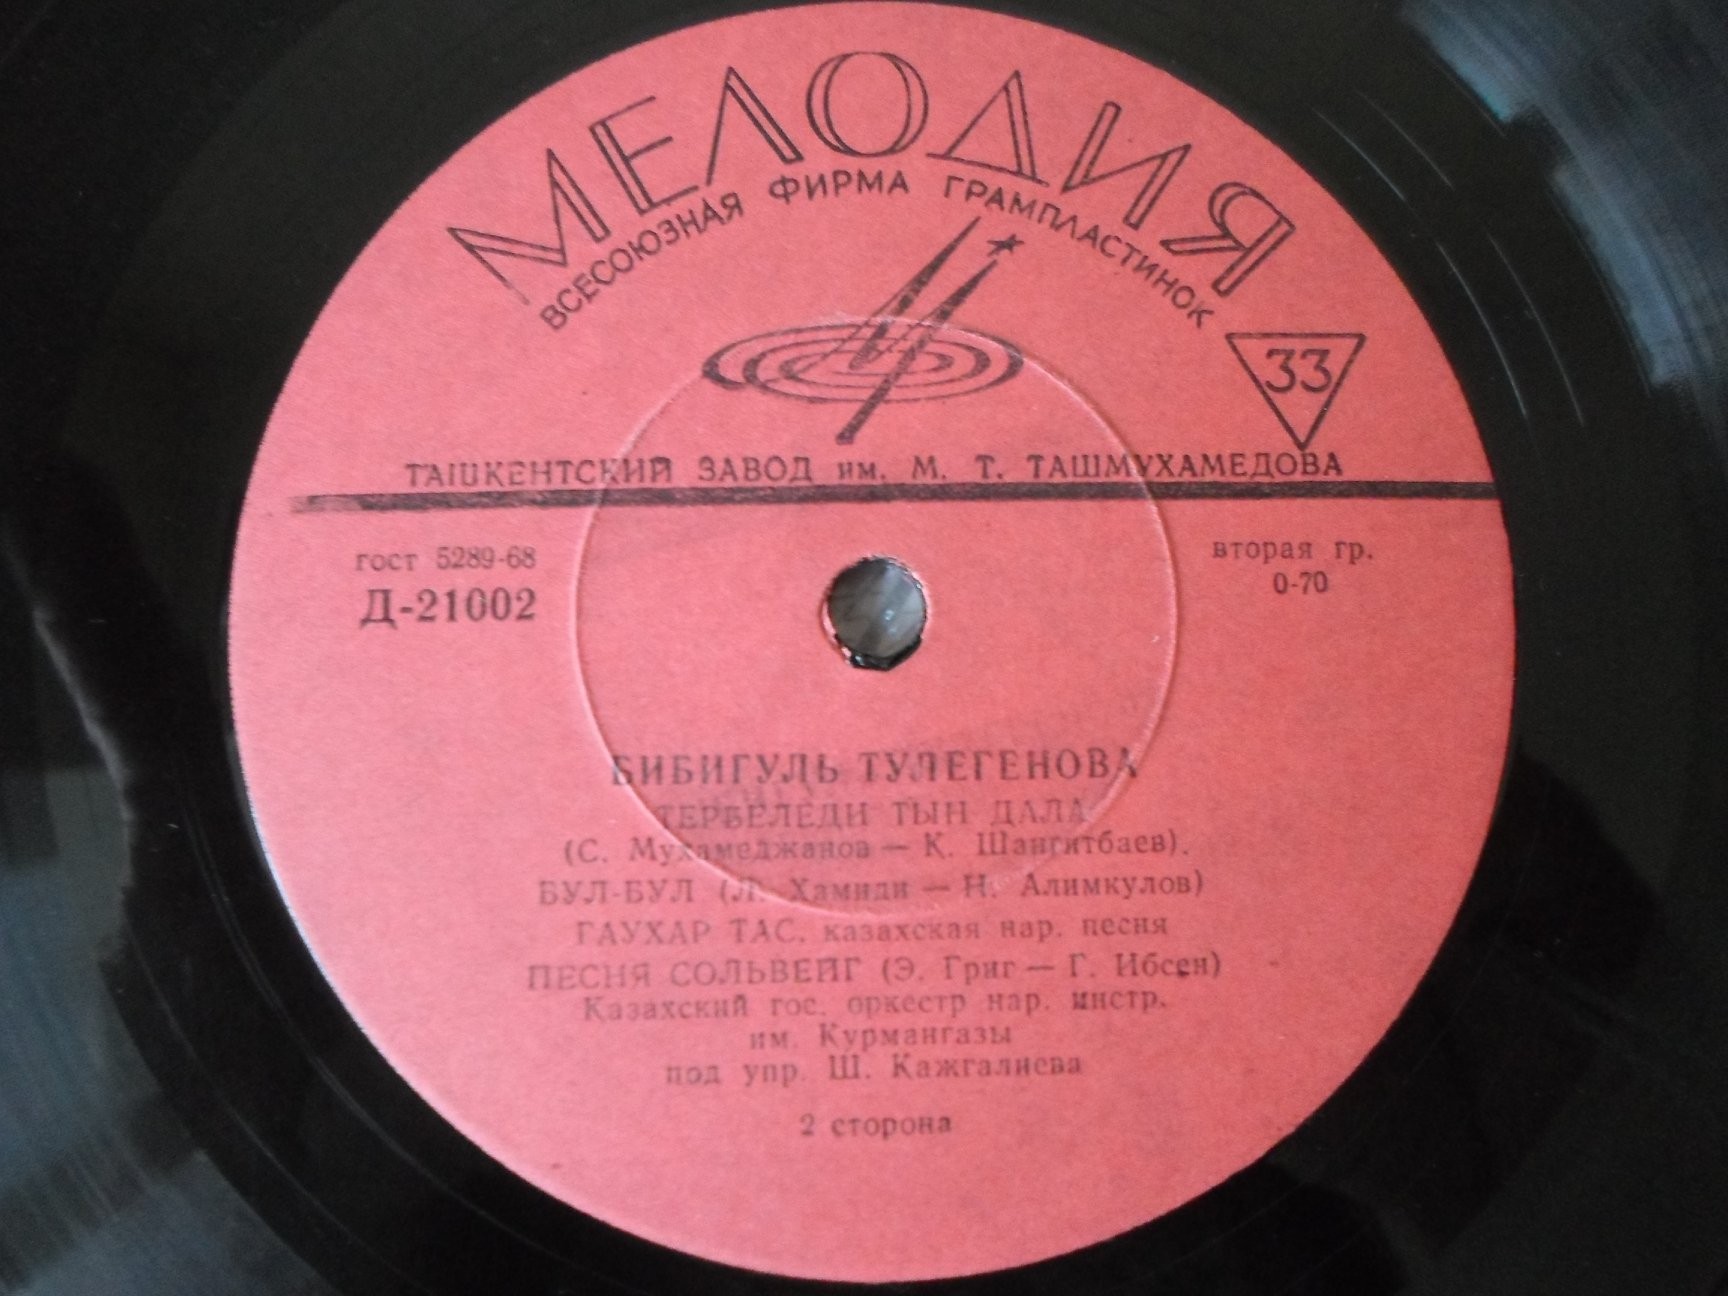 МЕЛОДИЯ
ВСЕСОЮЗНАЯ ФИРМА ГРАМПЛАСТИНОК
33
ТАШКЕНТСКИЙ ЗАВОД им. М. Т. ТАШМУХАМЕДОВА
гост 5289-68
Д-21002
вторая гр.
0-70
БИБИГУЛЬ ТУЛЕГЕНОВА
ТЕРБЕЛЕДИ ТЫН ДАЛА
(С. Мухамеджанов — К. Шангитбаев).
БУЛ-БУЛ (Л. Хамиди — Н. Алимкулов)
ГАУХАР ТАС, казахская нар. песня
ПЕСНЯ СОЛЬВЕЙГ (Э. Григ — Г. Ибсен)
Казахский гос. оркестр нар. инстр.
им. Курмангазы
под упр. Ш. Кажгалиева
2 сторона